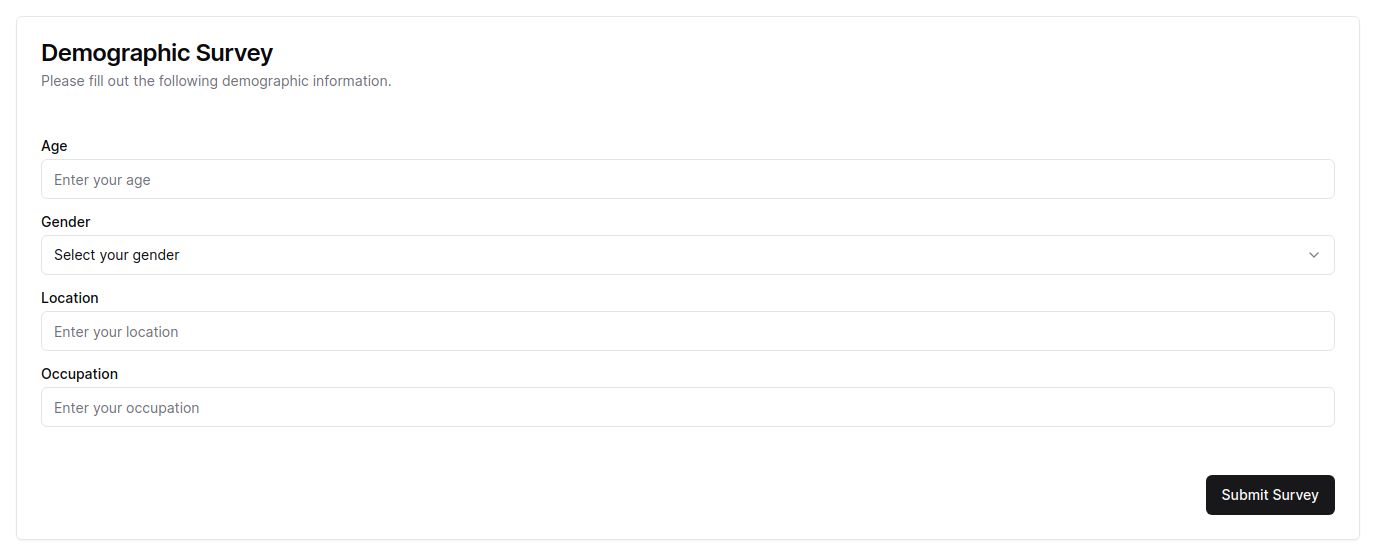 Demographic Survey
Please fill out the following demographic information.
Age
Enter your age
Gender
Select your gender
Location
Enter your location
Occupation
Enter your occupation
Submit Survey